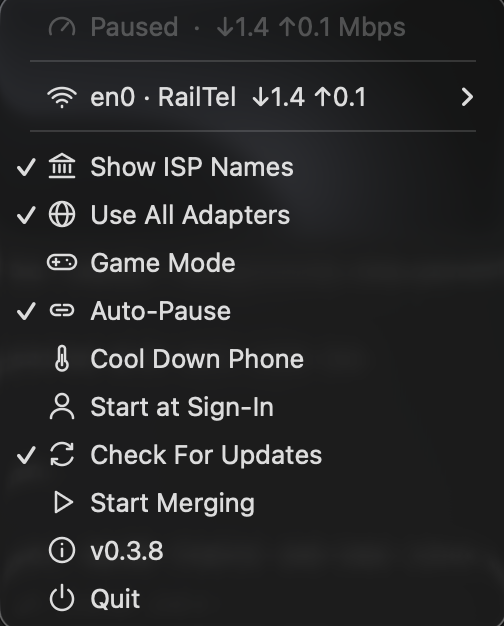 Paused · ↓1.4 ↑0.1 Mbps
en0 · RailTel ↓1.4 ↑0.1
Show ISP Names
Use All Adapters
Game Mode
Auto-Pause
Cool Down Phone
Start at Sign-In
Check For Updates
Start Merging
v0.3.8
Quit